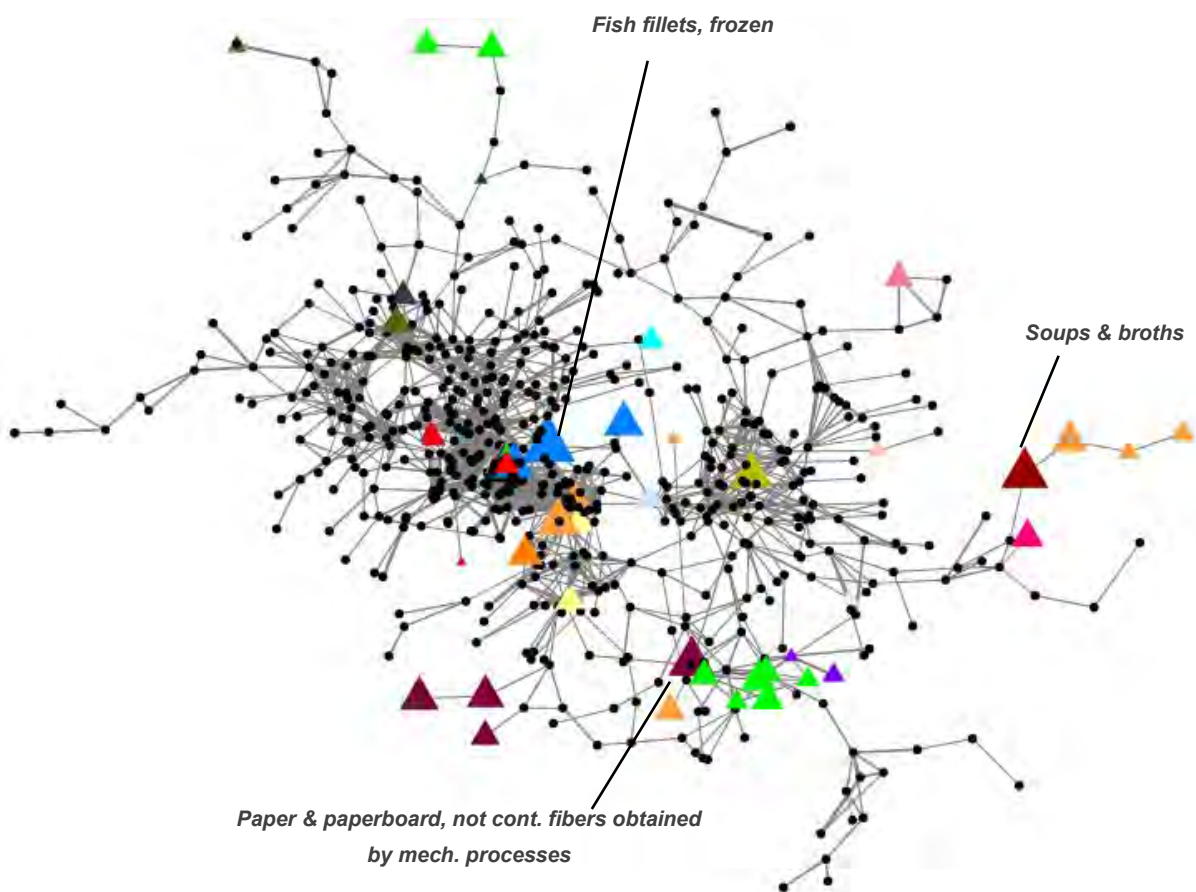 Fish fillets, frozen
Soups & broths
Paper & paperboard, not cont. fibers obtained
by mech. processes